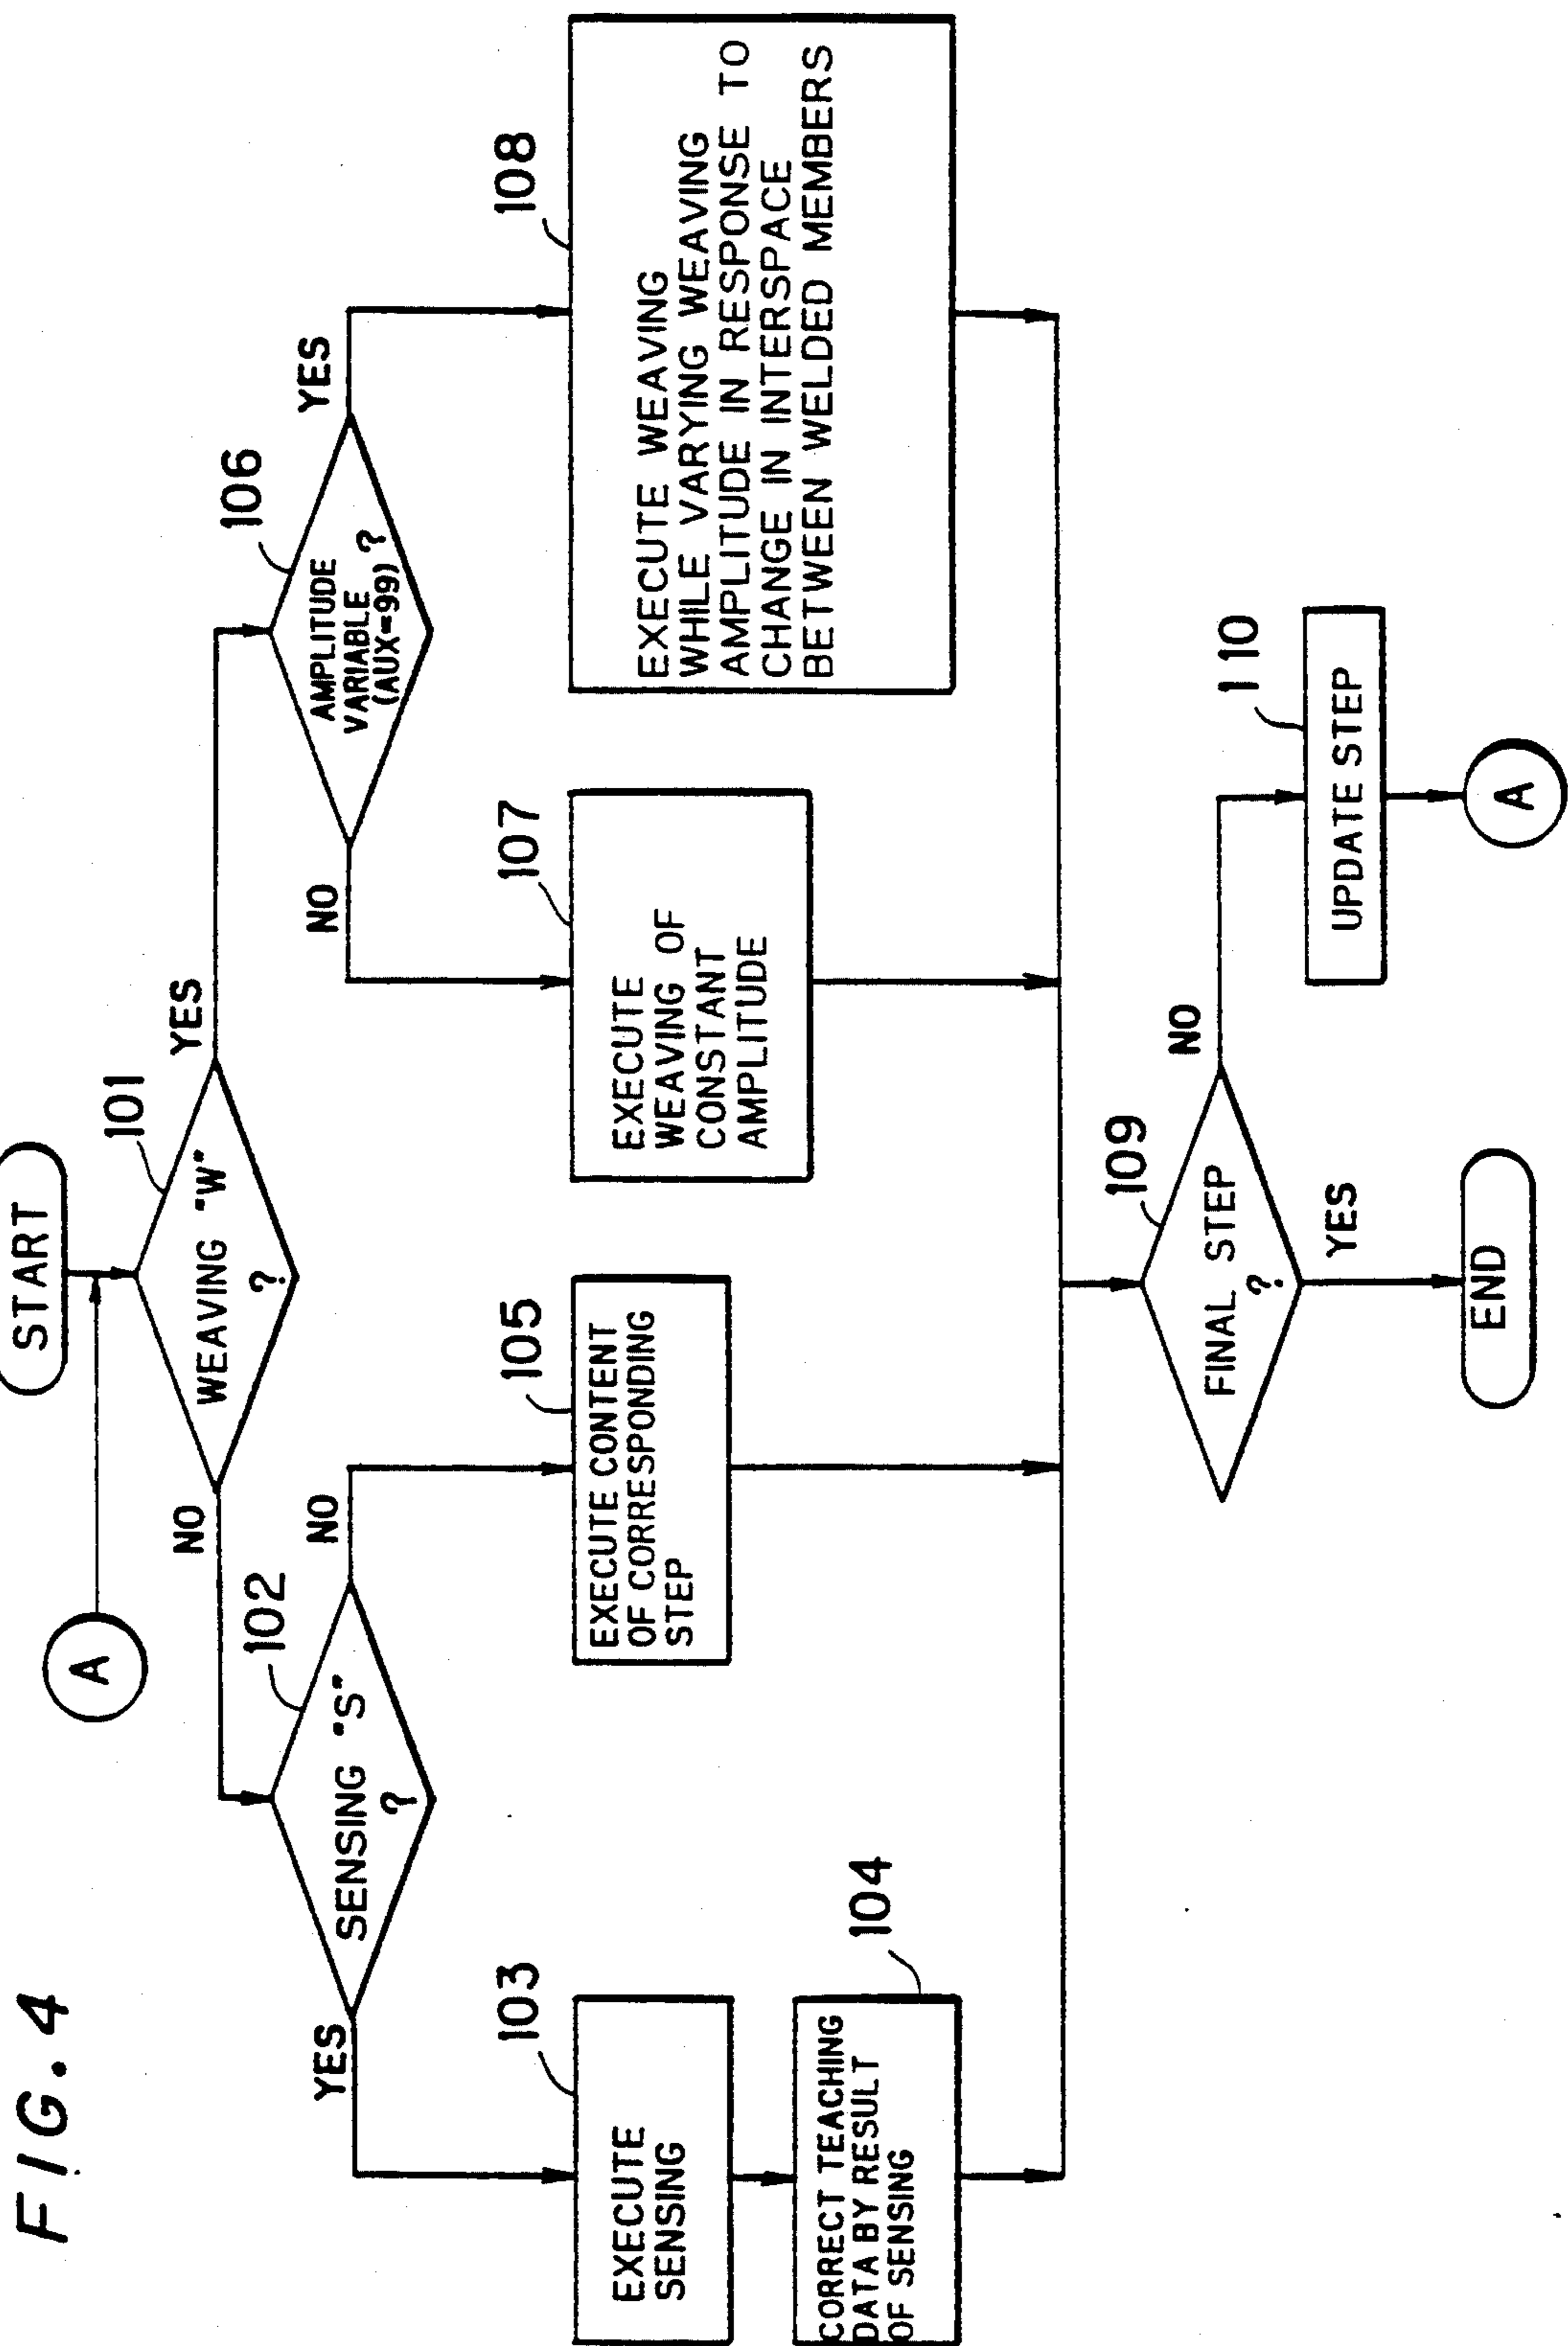 FIG. 4
START
A
101
WEAVING "W"
?
NO
YES
102
SENSING "S"
?
YES
NO
106
AMPLITUDE
VARIABLE
(AUX=99) ?
NO
YES
103
EXECUTE
SENSING
104
CORRECT TEACHING
DATA BY RESULT
OF SENSING
105
EXECUTE CONTENT
OF CORRESPONDING
STEP
107
EXECUTE
WEAVING OF
CONSTANT
AMPLITUDE
108
EXECUTE WEAVING
WHILE VARYING WEAVING
AMPLITUDE IN RESPONSE TO
CHANGE IN INTERSPACE
BETWEEN WELDED MEMBERS
109
FINAL STEP
?
NO
YES
110
UPDATE STEP
END
A